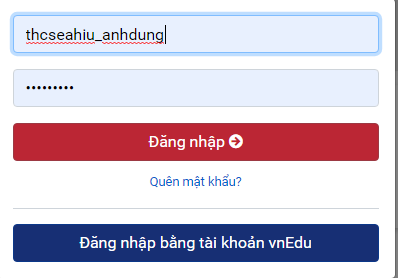 thcseahiu_anhdung
•••••••••
Đăng nhập
Quên mật khẩu?
Đăng nhập bằng tài khoản vnEdu